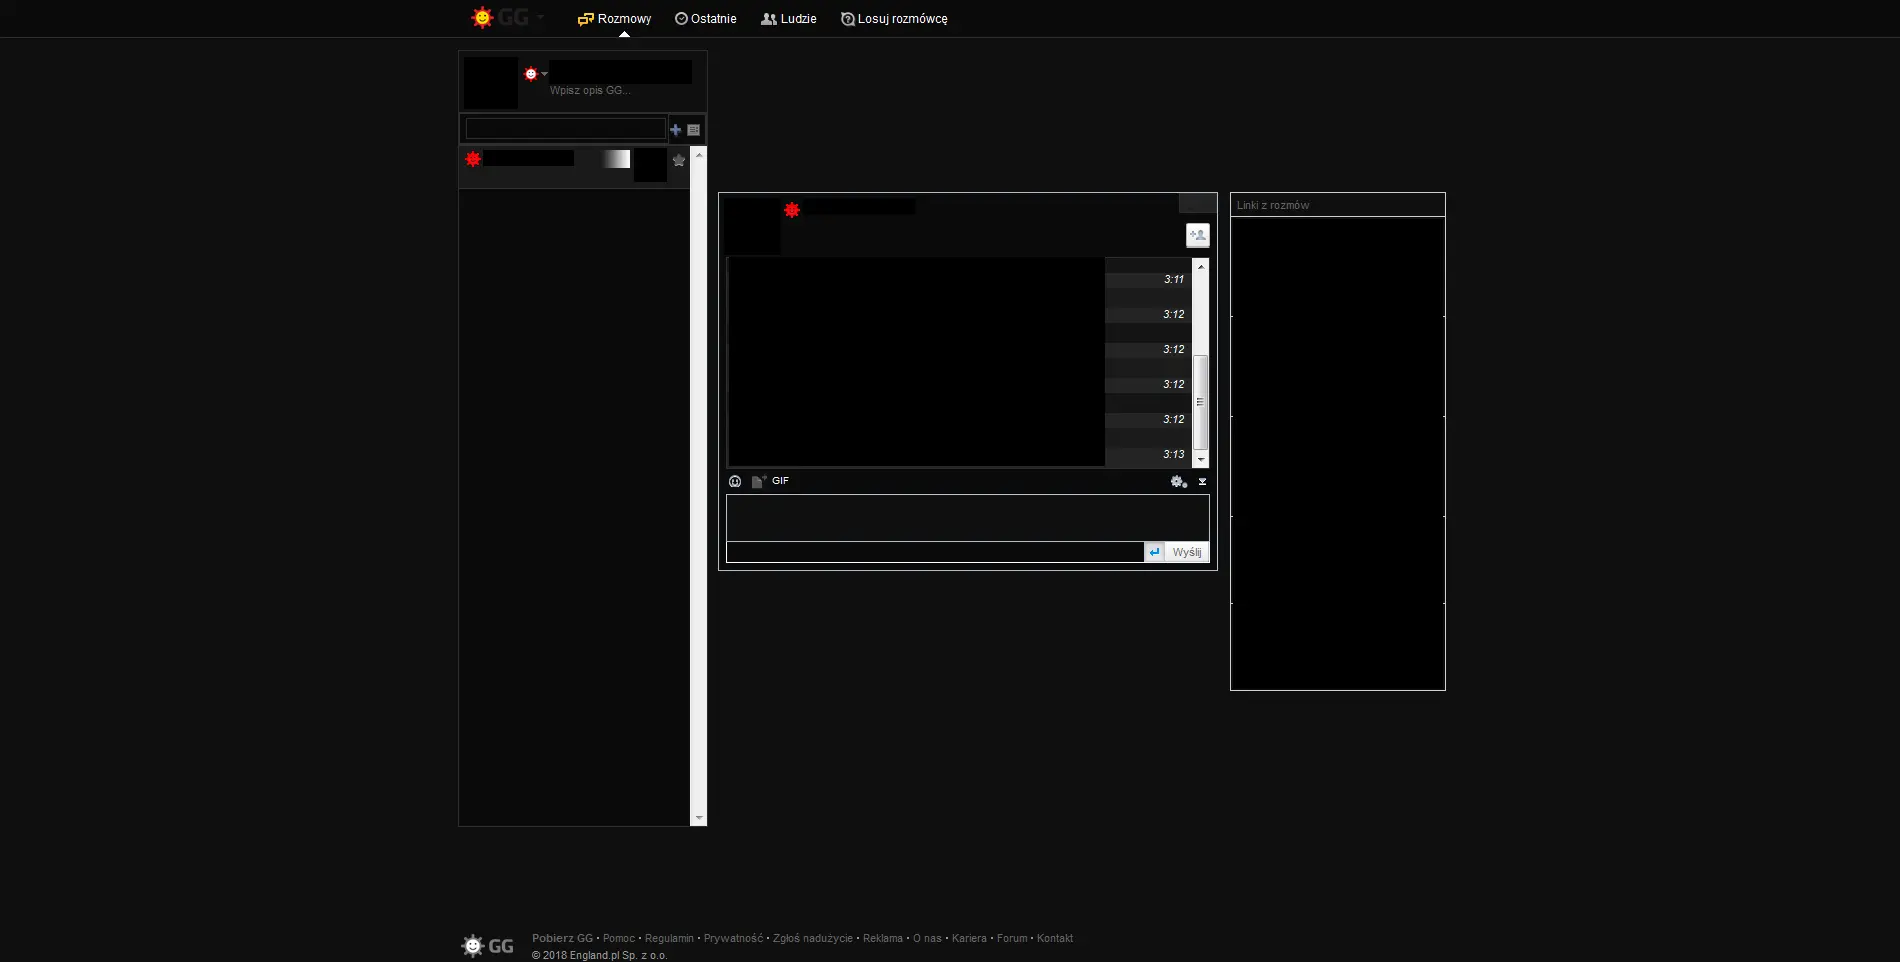 GG
Rozmowy
Ostatnie
Ludzie
Losuj rozmówcę
Wpisz opis GG...
Linki z rozmów
3:11
3:12
3:12
3:12
3:12
3:13
GIF
Wyślij
GG
Pobierz GG • Pomoc • Regulamin • Prywatność • Zgłoś nadużycie • Reklama • O nas • Kariera • Forum • Kontakt
© 2018 England.pl Sp. z o.o.